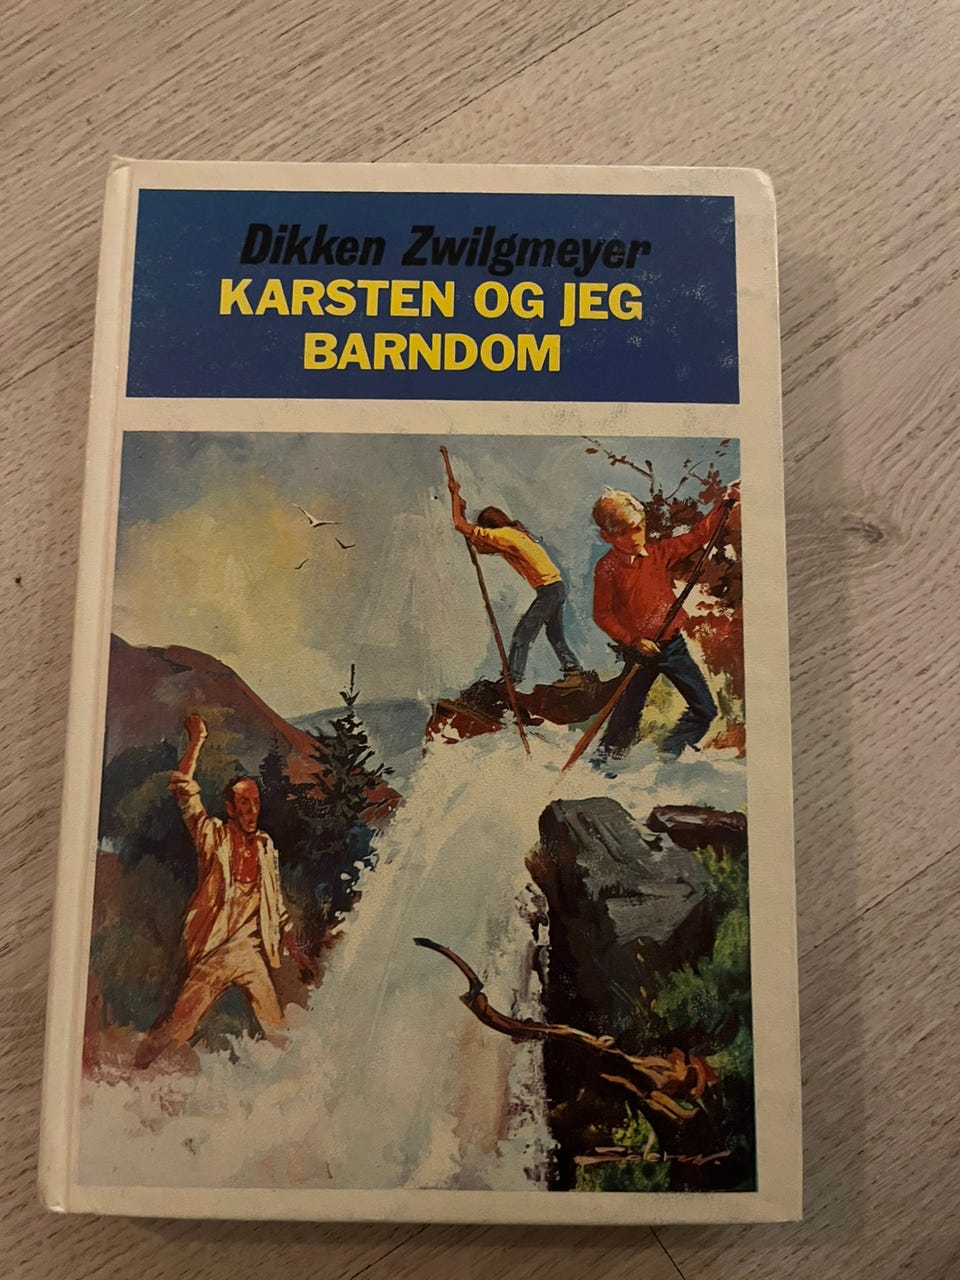 Dikken Zwilgmeyer
KARSTEN OG JEG
BARNDOM